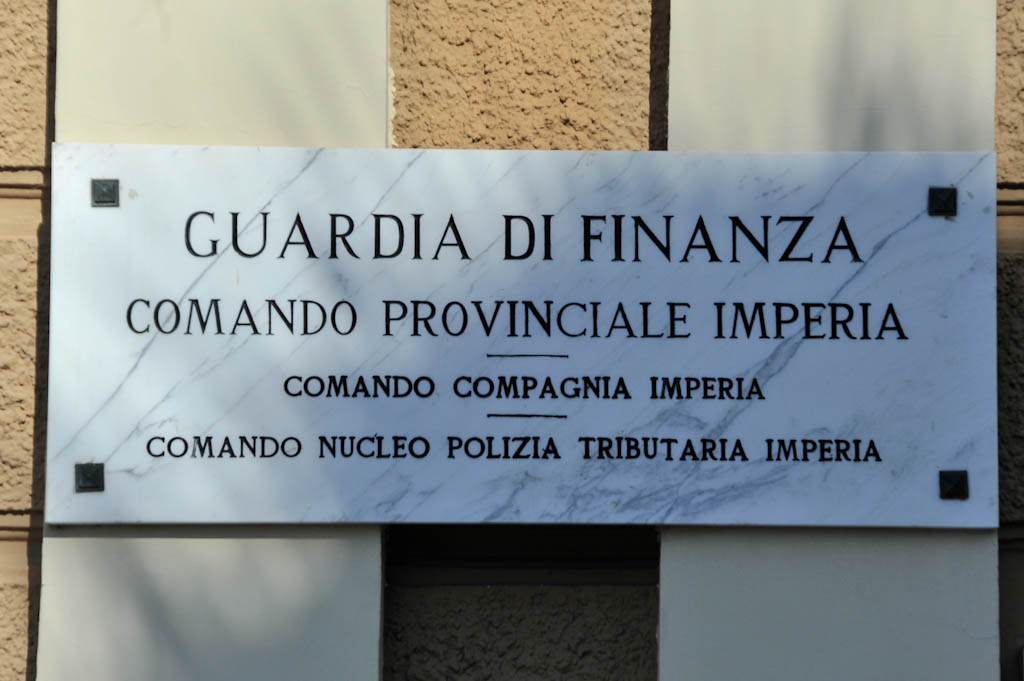 GUARDIA DI FINANZA
COMANDO PROVINCIALE IMPERIA
COMANDO COMPAGNIA IMPERIA
COMANDO NUCLEO POLIZIA TRIBUTARIA IMPERIA